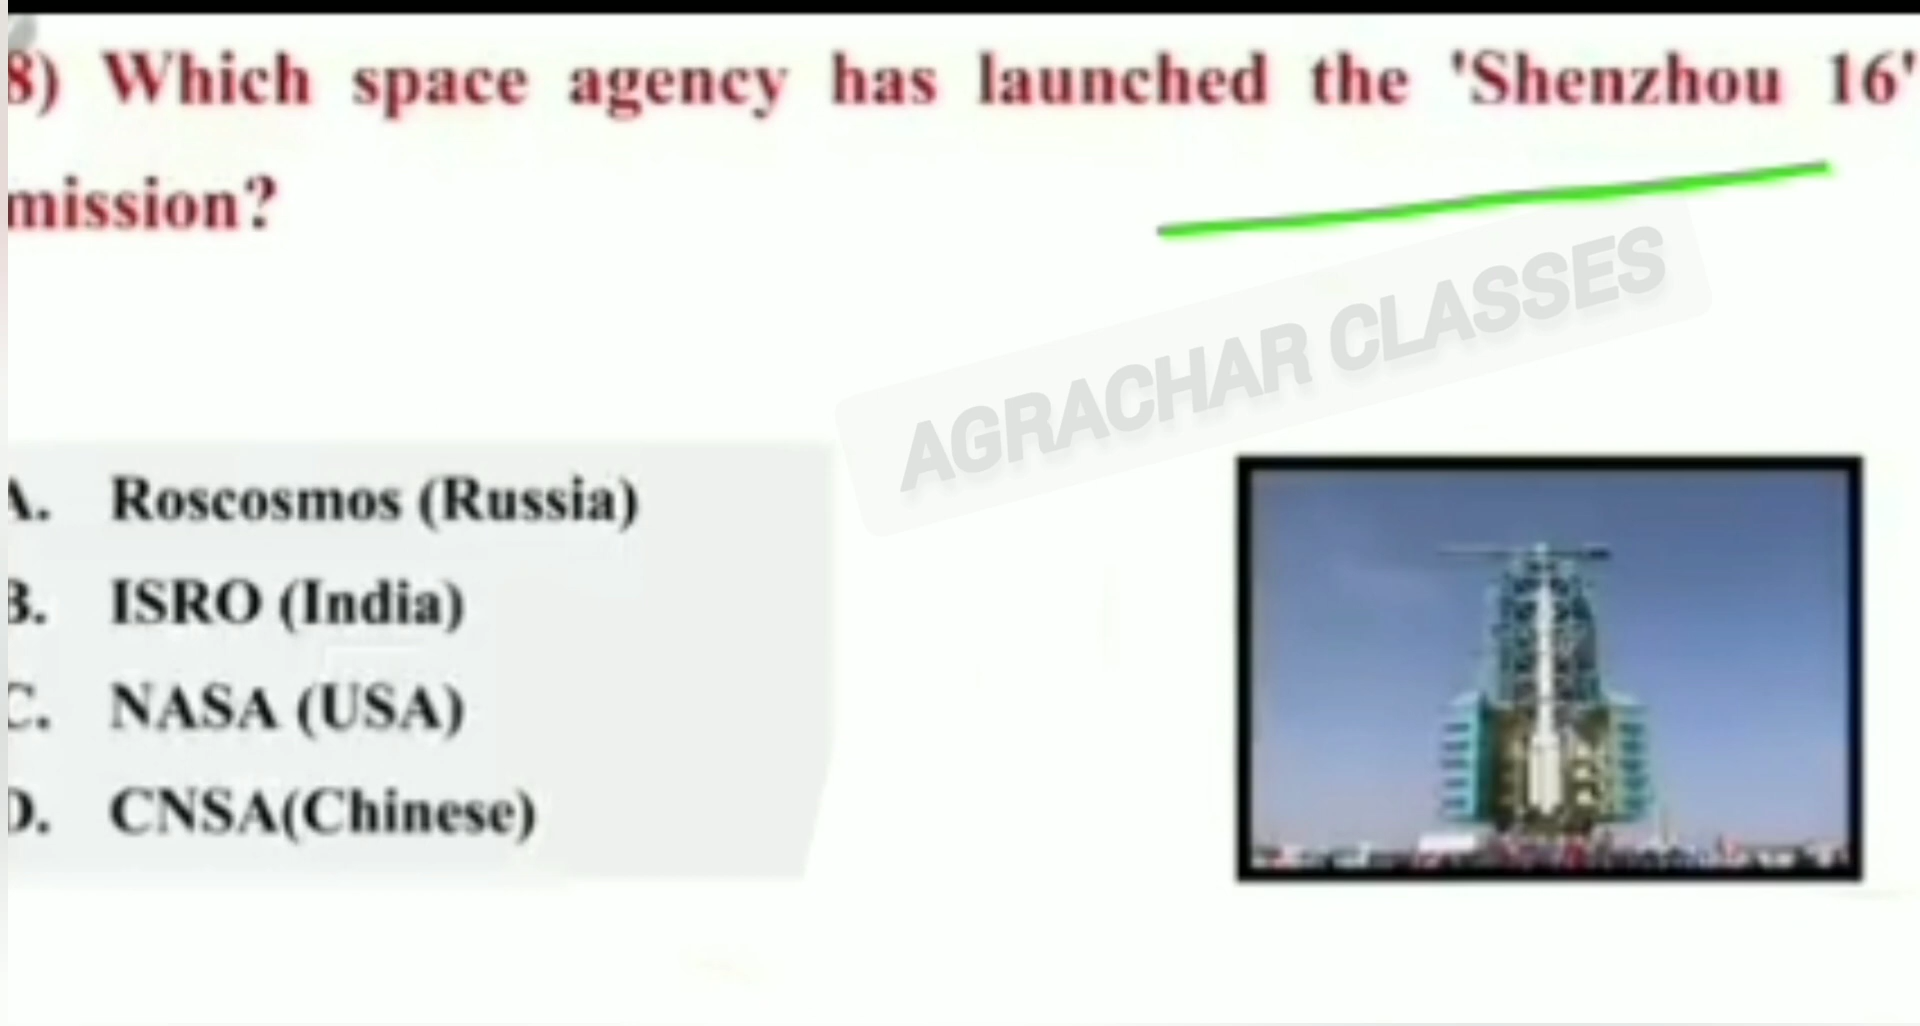 8) Which space agency has launched the 'Shenzhou 16'
mission?
AGRACHAR CLASSES
A. Roscosmos (Russia)
B. ISRO (India)
C. NASA (USA)
D. CNSA(Chinese)